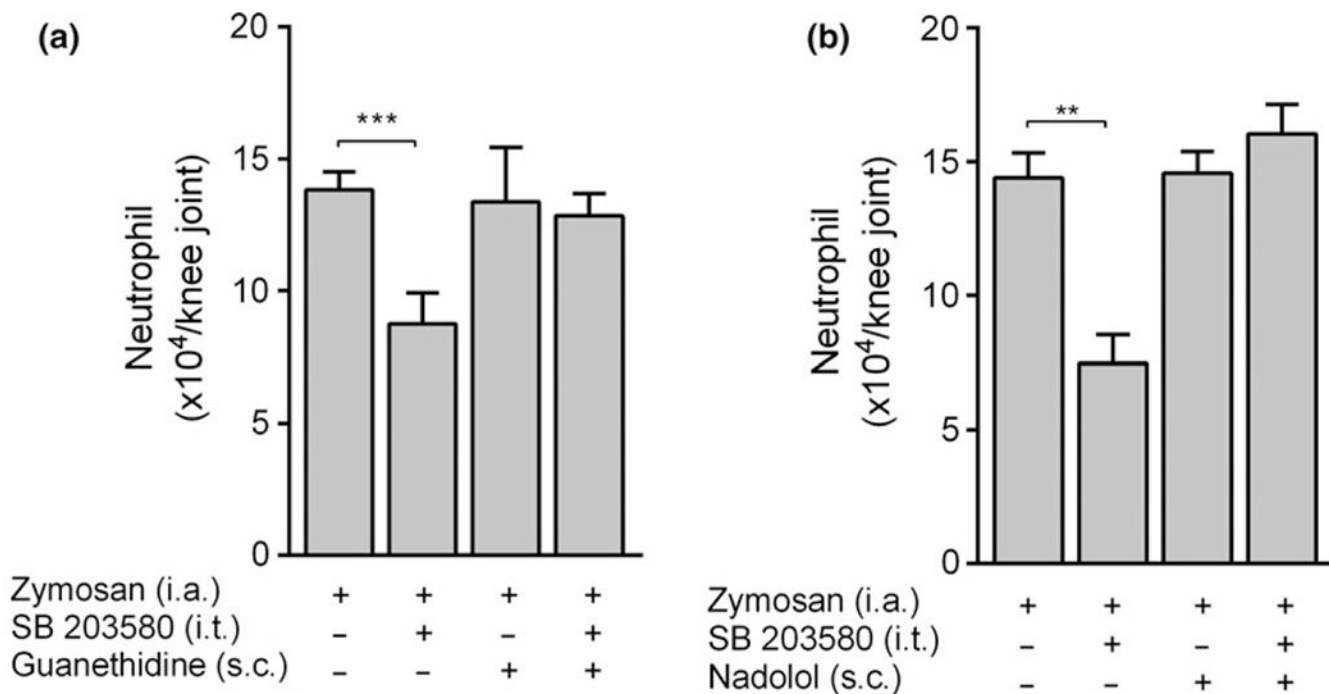 (a)
20
15
10
5
0
Neutrophil
(x10⁴/knee joint)
***
Zymosan (i.a.) + + + +
SB 203580 (i.t.) – + – +
Guanethidine (s.c.) – – + +
(b)
20
15
10
5
0
Neutrophil
(x10⁴/knee joint)
**
Zymosan (i.a.) + + + +
SB 203580 (i.t.) – + – +
Nadolol (s.c.) – – + +